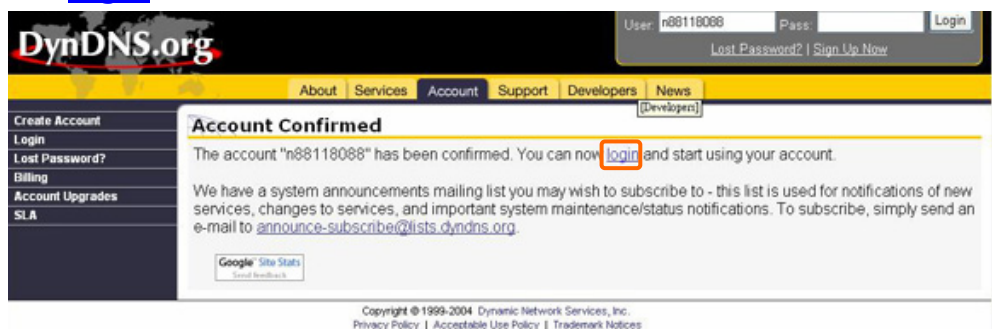 DynDNS.org
User: n88118088 Pass: Login
Lost Password? | Sign Up Now
About Services Account Support Developers News
[Developers]
Create Account
Login
Lost Password?
Billing
Account Upgrades
SLA
Account Confirmed
The account "n88118088" has been confirmed. You can now login and start using your account.
We have a system announcements mailing list you may wish to subscribe to - this list is used for notifications of new
services, changes to services, and important system maintenance/status notifications. To subscribe, simply send an
e-mail to announce-subscribe@lists.dyndns.org.
Google Site Stats
Send feedback
Copyright © 1999-2004 Dynamic Network Services, Inc.
Privacy Policy | Acceptable Use Policy | Trademark Notices